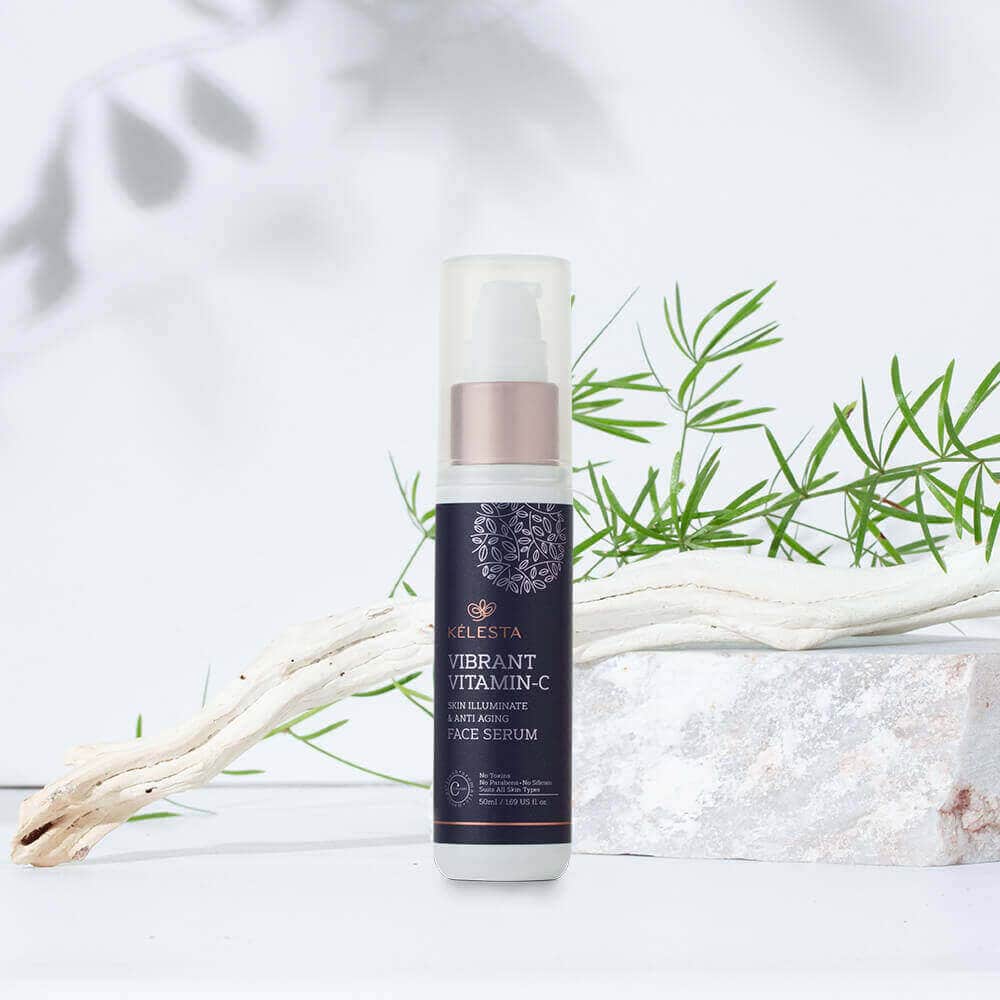 KÉLESTA
VIBRANT
VITAMIN-C
SKIN ILLUMINATE
& ANTI AGING
FACE SERUM
No Toxins
No Parabens • No Silicon
Suits All Skin Types
50ml / 1.69 US fl oz
C